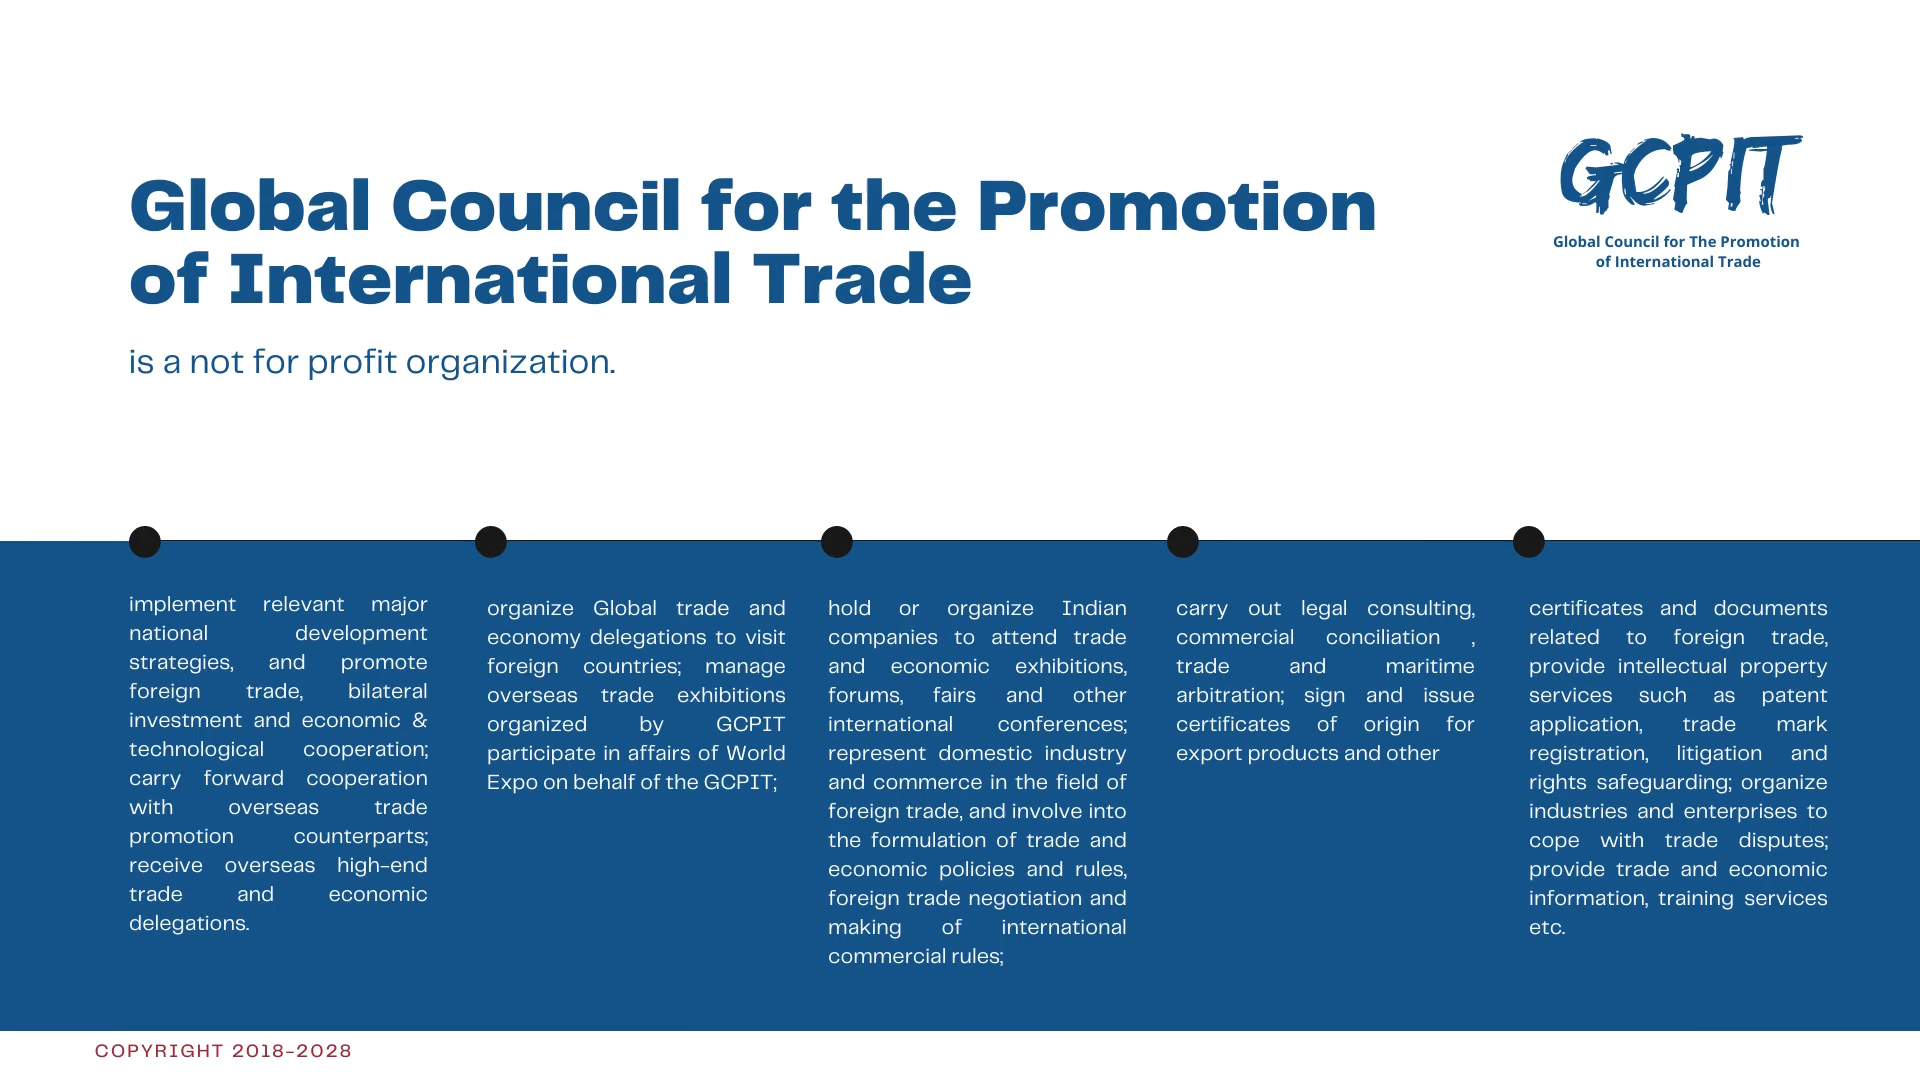 GCPIT
Global Council for The Promotion
of International Trade
Global Council for the Promotion
of International Trade
is a not for profit organization.
implement relevant major
national development
strategies, and promote
foreign trade, bilateral
investment and economic &
technological cooperation;
carry forward cooperation
with overseas trade
promotion counterparts;
receive overseas high-end
trade and economic
delegations.
organize Global trade and
economy delegations to visit
foreign countries; manage
overseas trade exhibitions
organized by GCPIT
participate in affairs of World
Expo on behalf of the GCPIT;
hold or organize Indian
companies to attend trade
and economic exhibitions,
forums, fairs and other
international conferences;
represent domestic industry
and commerce in the field of
foreign trade, and involve into
the formulation of trade and
economic policies and rules,
foreign trade negotiation and
making of international
commercial rules;
carry out legal consulting,
commercial conciliation ,
trade and maritime
arbitration; sign and issue
certificates of origin for
export products and other
certificates and documents
related to foreign trade,
provide intellectual property
services such as patent
application, trade mark
registration, litigation and
rights safeguarding; organize
industries and enterprises to
cope with trade disputes;
provide trade and economic
information, training services
etc.
COPYRIGHT 2018-2028